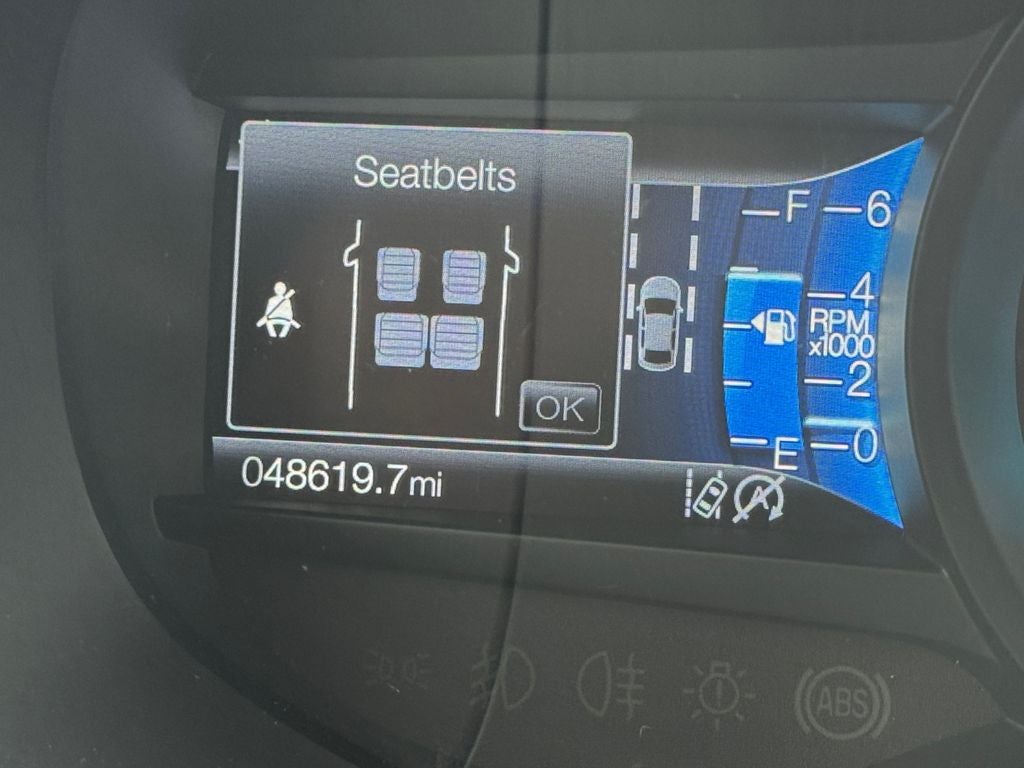 Seatbelts
OK
048619.7mi
F
E
6
4
RPM
x1000
2
0
A
ABS